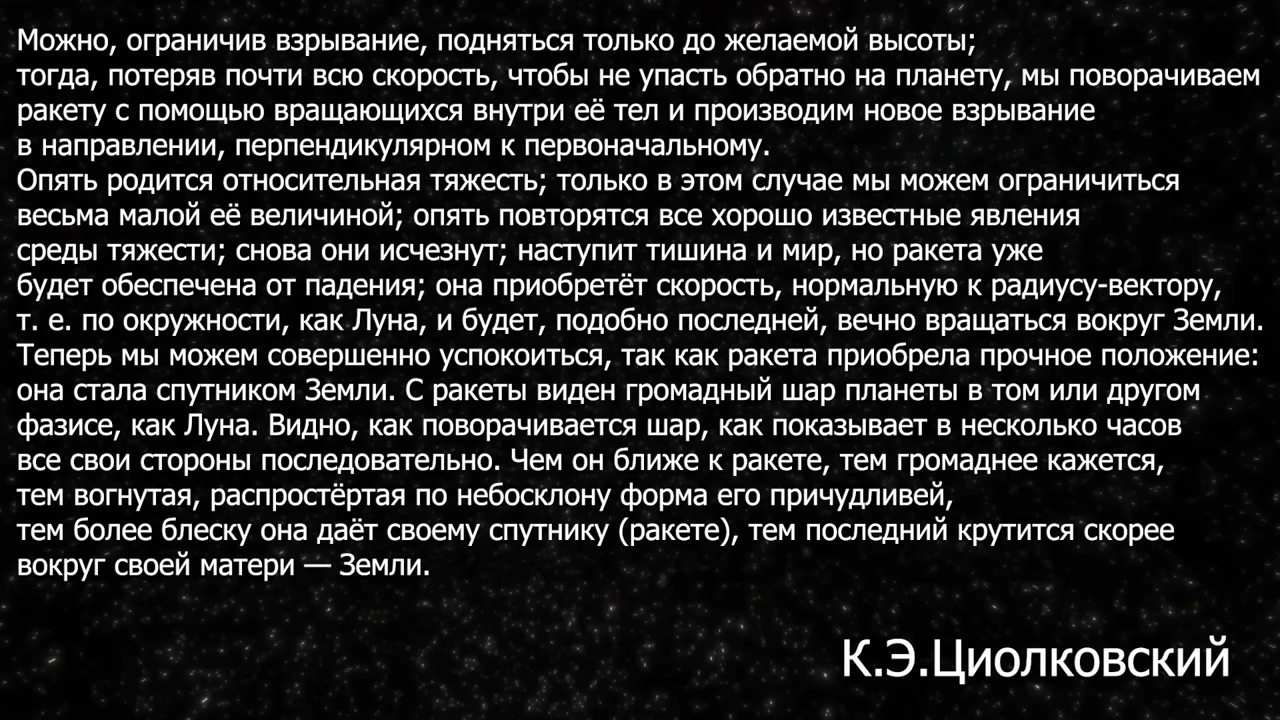 Можно, ограничив взрывание, подняться только до желаемой высоты;
тогда, потеряв почти всю скорость, чтобы не упасть обратно на планету, мы поворачиваем
ракету с помощью вращающихся внутри её тел и производим новое взрывание
в направлении, перпендикулярном к первоначальному.
Опять родится относительная тяжесть; только в этом случае мы можем ограничиться
весьма малой её величиной; опять повторятся все хорошо известные явления
среды тяжести; снова они исчезнут; наступит тишина и мир, но ракета уже
будет обеспечена от падения; она приобретёт скорость, нормальную к радиусу-вектору,
т. е. по окружности, как Луна, и будет, подобно последней, вечно вращаться вокруг Земли.
Теперь мы можем совершенно успокоиться, так как ракета приобрела прочное положение:
она стала спутником Земли. С ракеты виден громадный шар планеты в том или другом
фазисе, как Луна. Видно, как поворачивается шар, как показывает в несколько часов
все свои стороны последовательно. Чем он ближе к ракете, тем громаднее кажется,
тем вогнутая, распростёртая по небосклону форма его причудливей,
тем более блеску она даёт своему спутнику (ракете), тем последний крутится скорее
вокруг своей матери — Земли.
К.Э.Циолковский